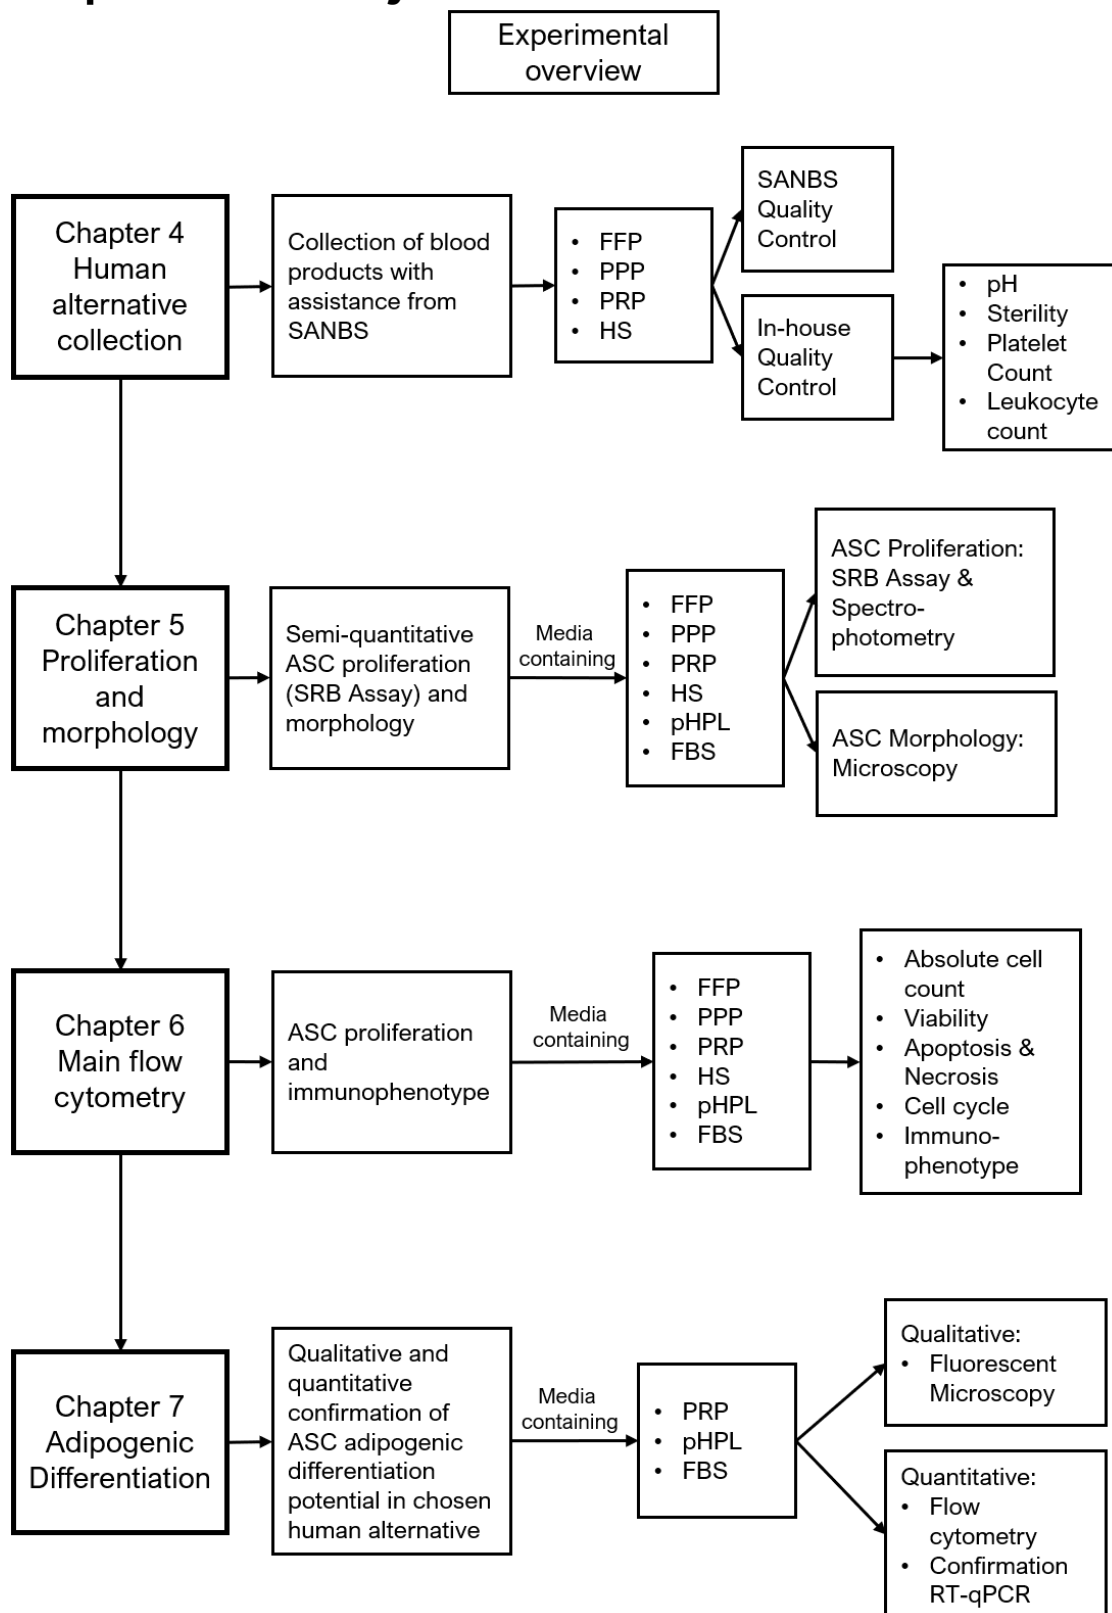 Experimental
overview
Chapter 4
Human
alternative
collection
Collection of blood
products with
assistance from
SANBS
• FFP
• PPP
• PRP
• HS
SANBS
Quality
Control
In-house
Quality
Control
• pH
• Sterility
• Platelet
Count
• Leukocyte
count
Chapter 5
Proliferation
and
morphology
Semi-quantitative
ASC proliferation
(SRB Assay) and
morphology
Media
containing
• FFP
• PPP
• PRP
• HS
• pHPL
• FBS
ASC Proliferation:
SRB Assay &
Spectro-
photometry
ASC Morphology:
Microscopy
Chapter 6
Main flow
cytometry
ASC proliferation
and
immunophenotype
Media
containing
• FFP
• PPP
• PRP
• HS
• pHPL
• FBS
• Absolute cell
count
• Viability
• Apoptosis &
Necrosis
• Cell cycle
• Immuno-
phenotype
Chapter 7
Adipogenic
Differentiation
Qualitative and
quantitative
confirmation of
ASC adipogenic
differentiation
potential in chosen
human alternative
Media
containing
• PRP
• pHPL
• FBS
Qualitative:
• Fluorescent
Microscopy
Quantitative:
• Flow
cytometry
• Confirmation
RT-qPCR